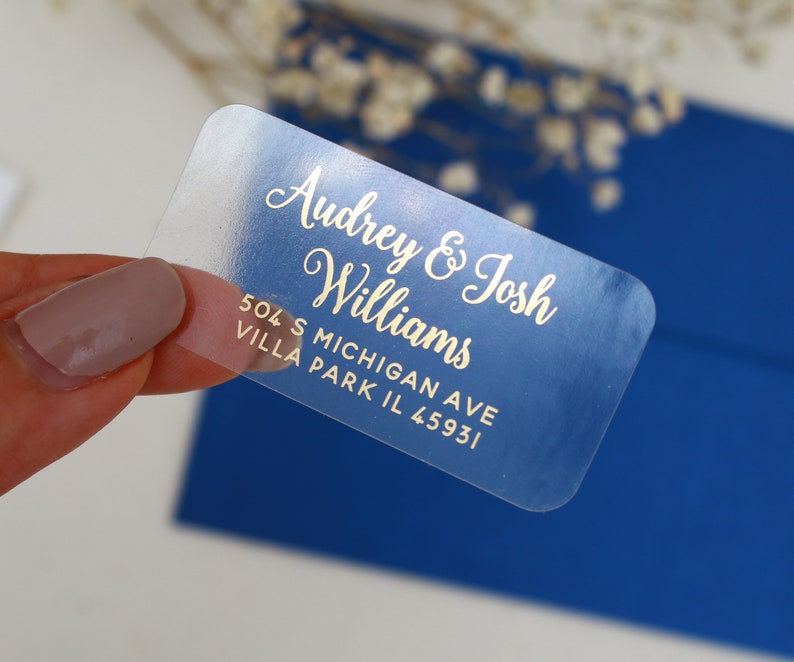 Audrey & Josh
Williams
504 S MICHIGAN AVE
VILLA PARK IL 45931